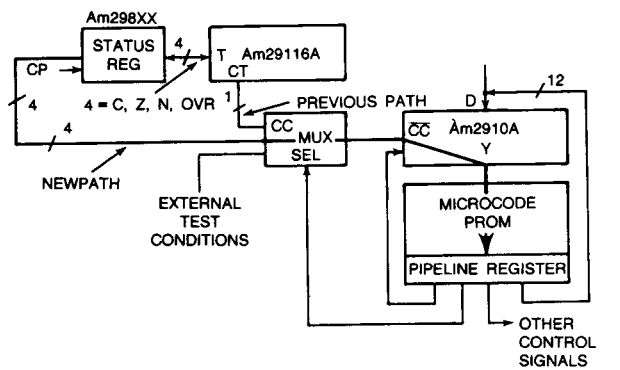 Am298XX
STATUS
REG
CP
4
T
CT
Am29116A
4 = C, Z, N, OVR
1
PREVIOUS PATH
4
4
NEWPATH
CC
MUX
SEL
EXTERNAL
TEST
CONDITIONS
D
12
CC
Am2910A
Y
MICROCODE
PROM
PIPELINE REGISTER
OTHER
CONTROL
SIGNALS